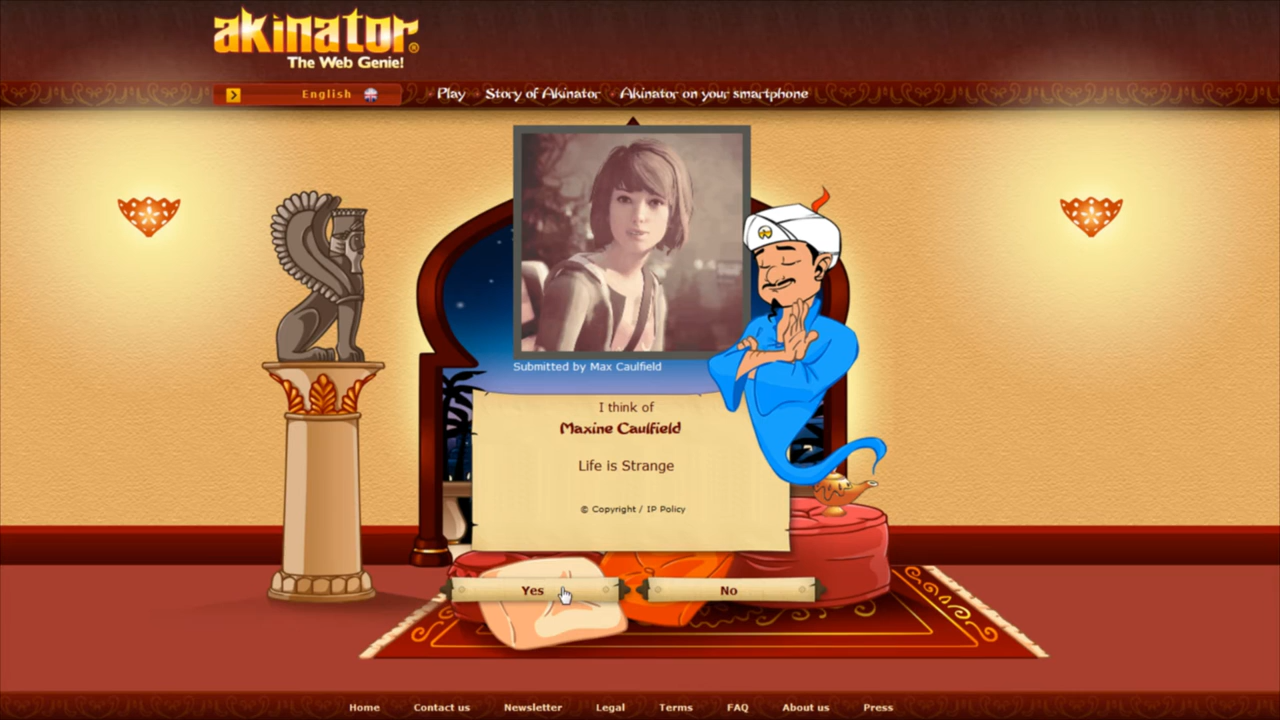 akinator®
The Web Genie!
English
- Play - Story of Akinator - Akinator on your smartphone
Submitted by Max Caulfield
I think of
Maxine Caulfield
Life is Strange
© Copyright / IP Policy
Yes
No
Home Contact us Newsletter Legal Terms FAQ About us Press